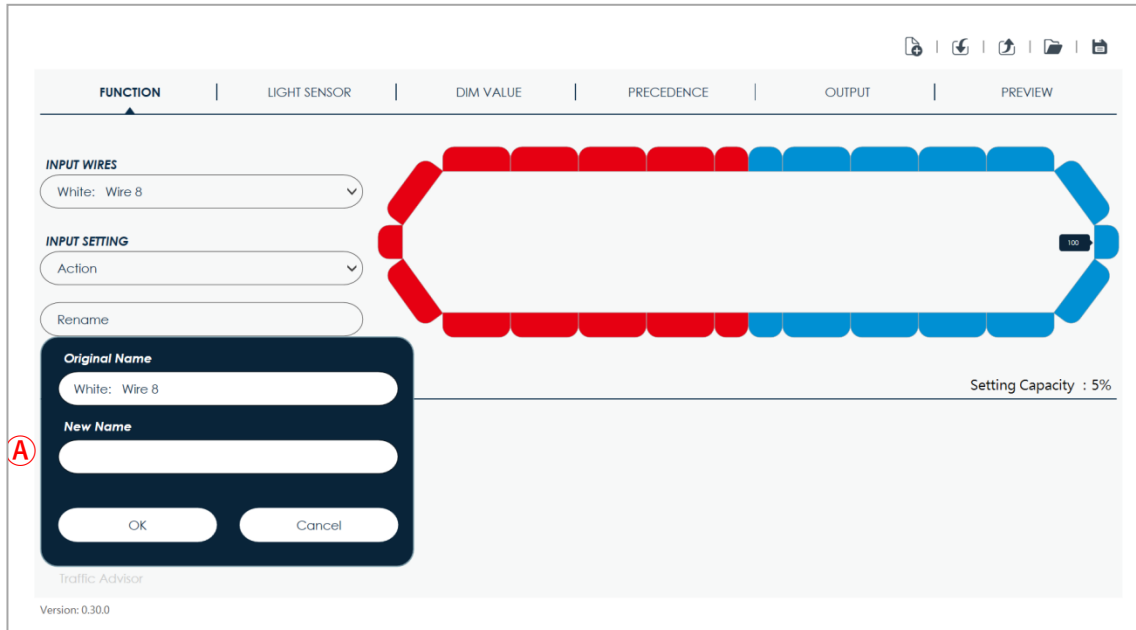 FUNCTION | LIGHT SENSOR | DIM VALUE | PRECEDENCE | OUTPUT | PREVIEW
INPUT WIRES
White: Wire 8
INPUT SETTING
Action
100
Rename
Original Name
White: Wire 8
Setting Capacity : 5%
New Name
A
OK Cancel
Traffic Advisor
Version: 0.30.0